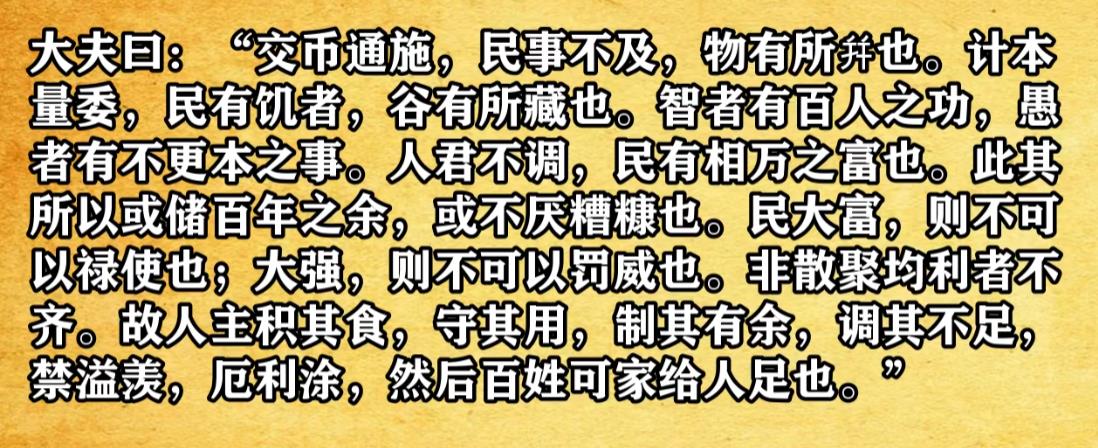 大夫曰：“交币通施，民事不及，物有所幷也。计本
量委，民有饥者，谷有所藏也。智者有百人之功，愚
者有不更本之事。人君不调，民有相万之富也。此其
所以或储百年之余，或不厌糟糠也。民大富，则不可
以禄使也；大强，则不可以罚威也。非散聚均利者不
齐。故人主积其食，守其用，制其有余，调其不足，
禁溢羡，厄利涂，然后百姓可家给人足也。”